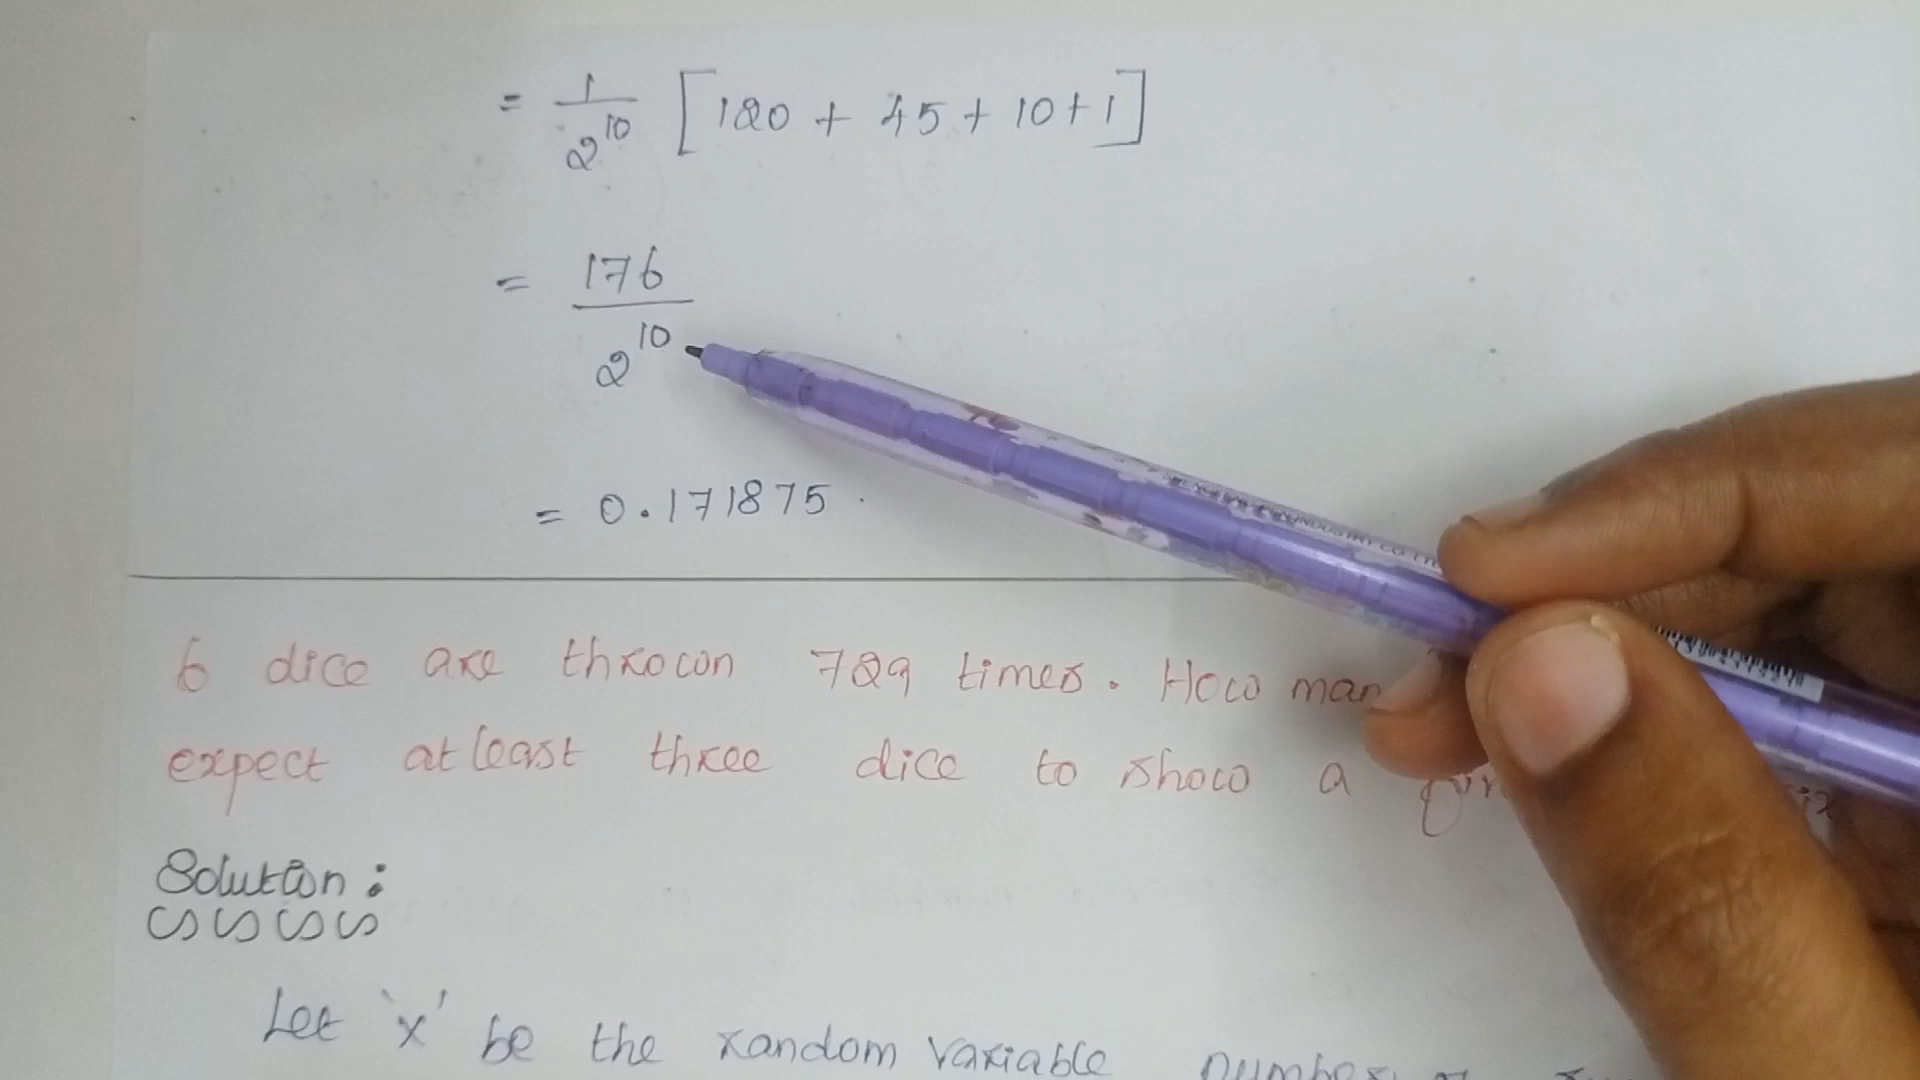 = 1/2^10 [120 + 45 + 10 + 1]
= 176/2^10
= 0.171875.
6 dice are thrown 729 times. How
expect atleast three dice to show a
Solution:
Let 'x' be the random variable